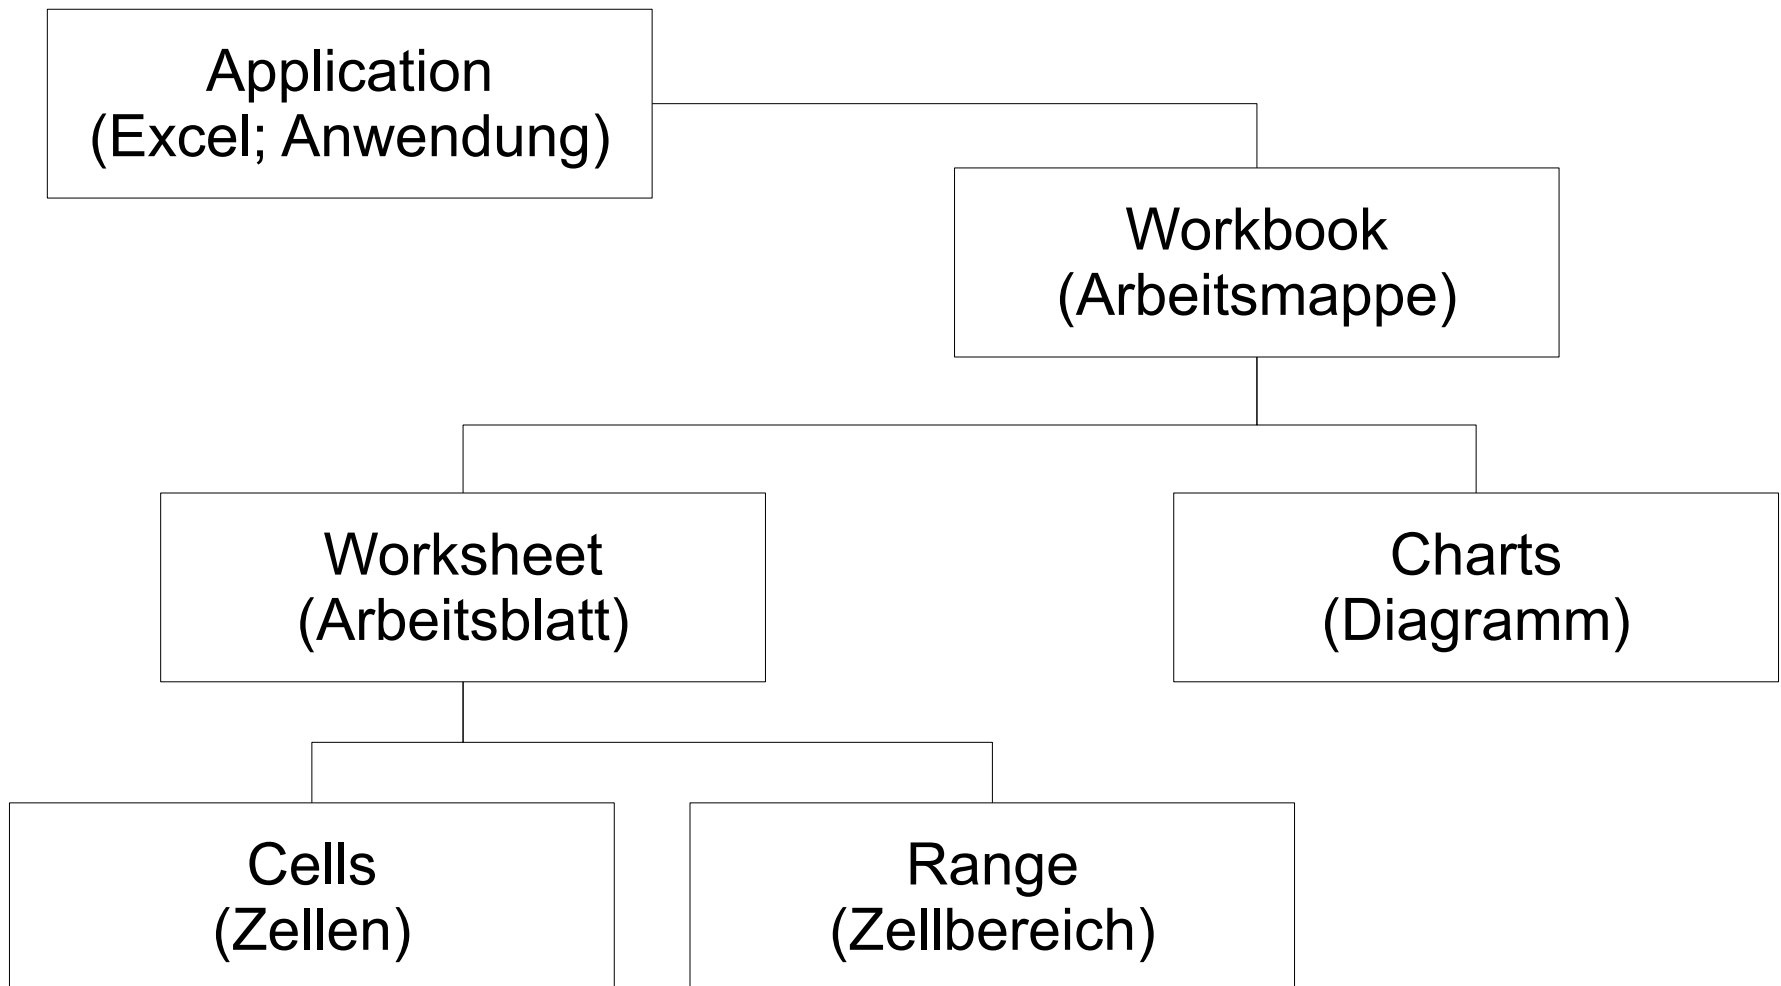 Application
(Excel; Anwendung)
Workbook
(Arbeitsmappe)
Worksheet
(Arbeitsblatt)
Charts
(Diagramm)
Cells
(Zellen)
Range
(Zellbereich)